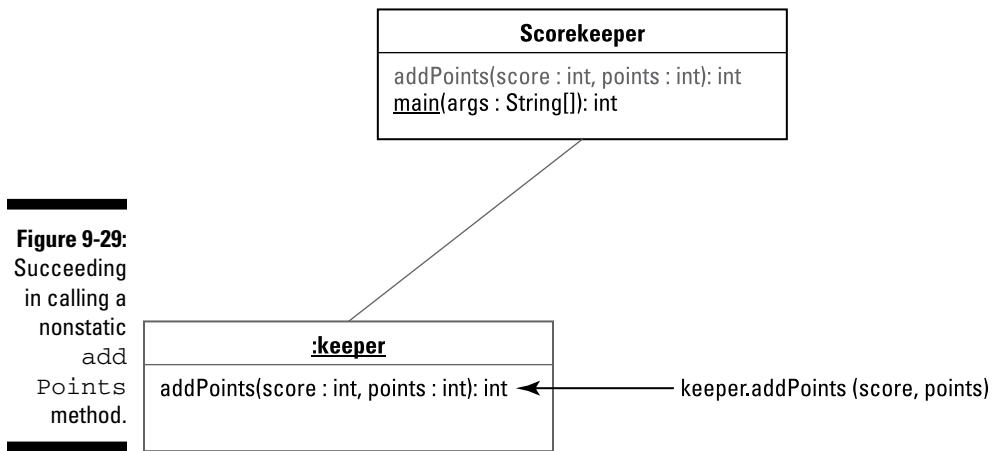 Scorekeeper
addPoints(score : int, points : int): int
main(args : String[]): int
Figure 9-29:
Succeeding
in calling a
nonstatic
add
Points
method.
:keeper
addPoints(score : int, points : int): int
keeper.addPoints (score, points)